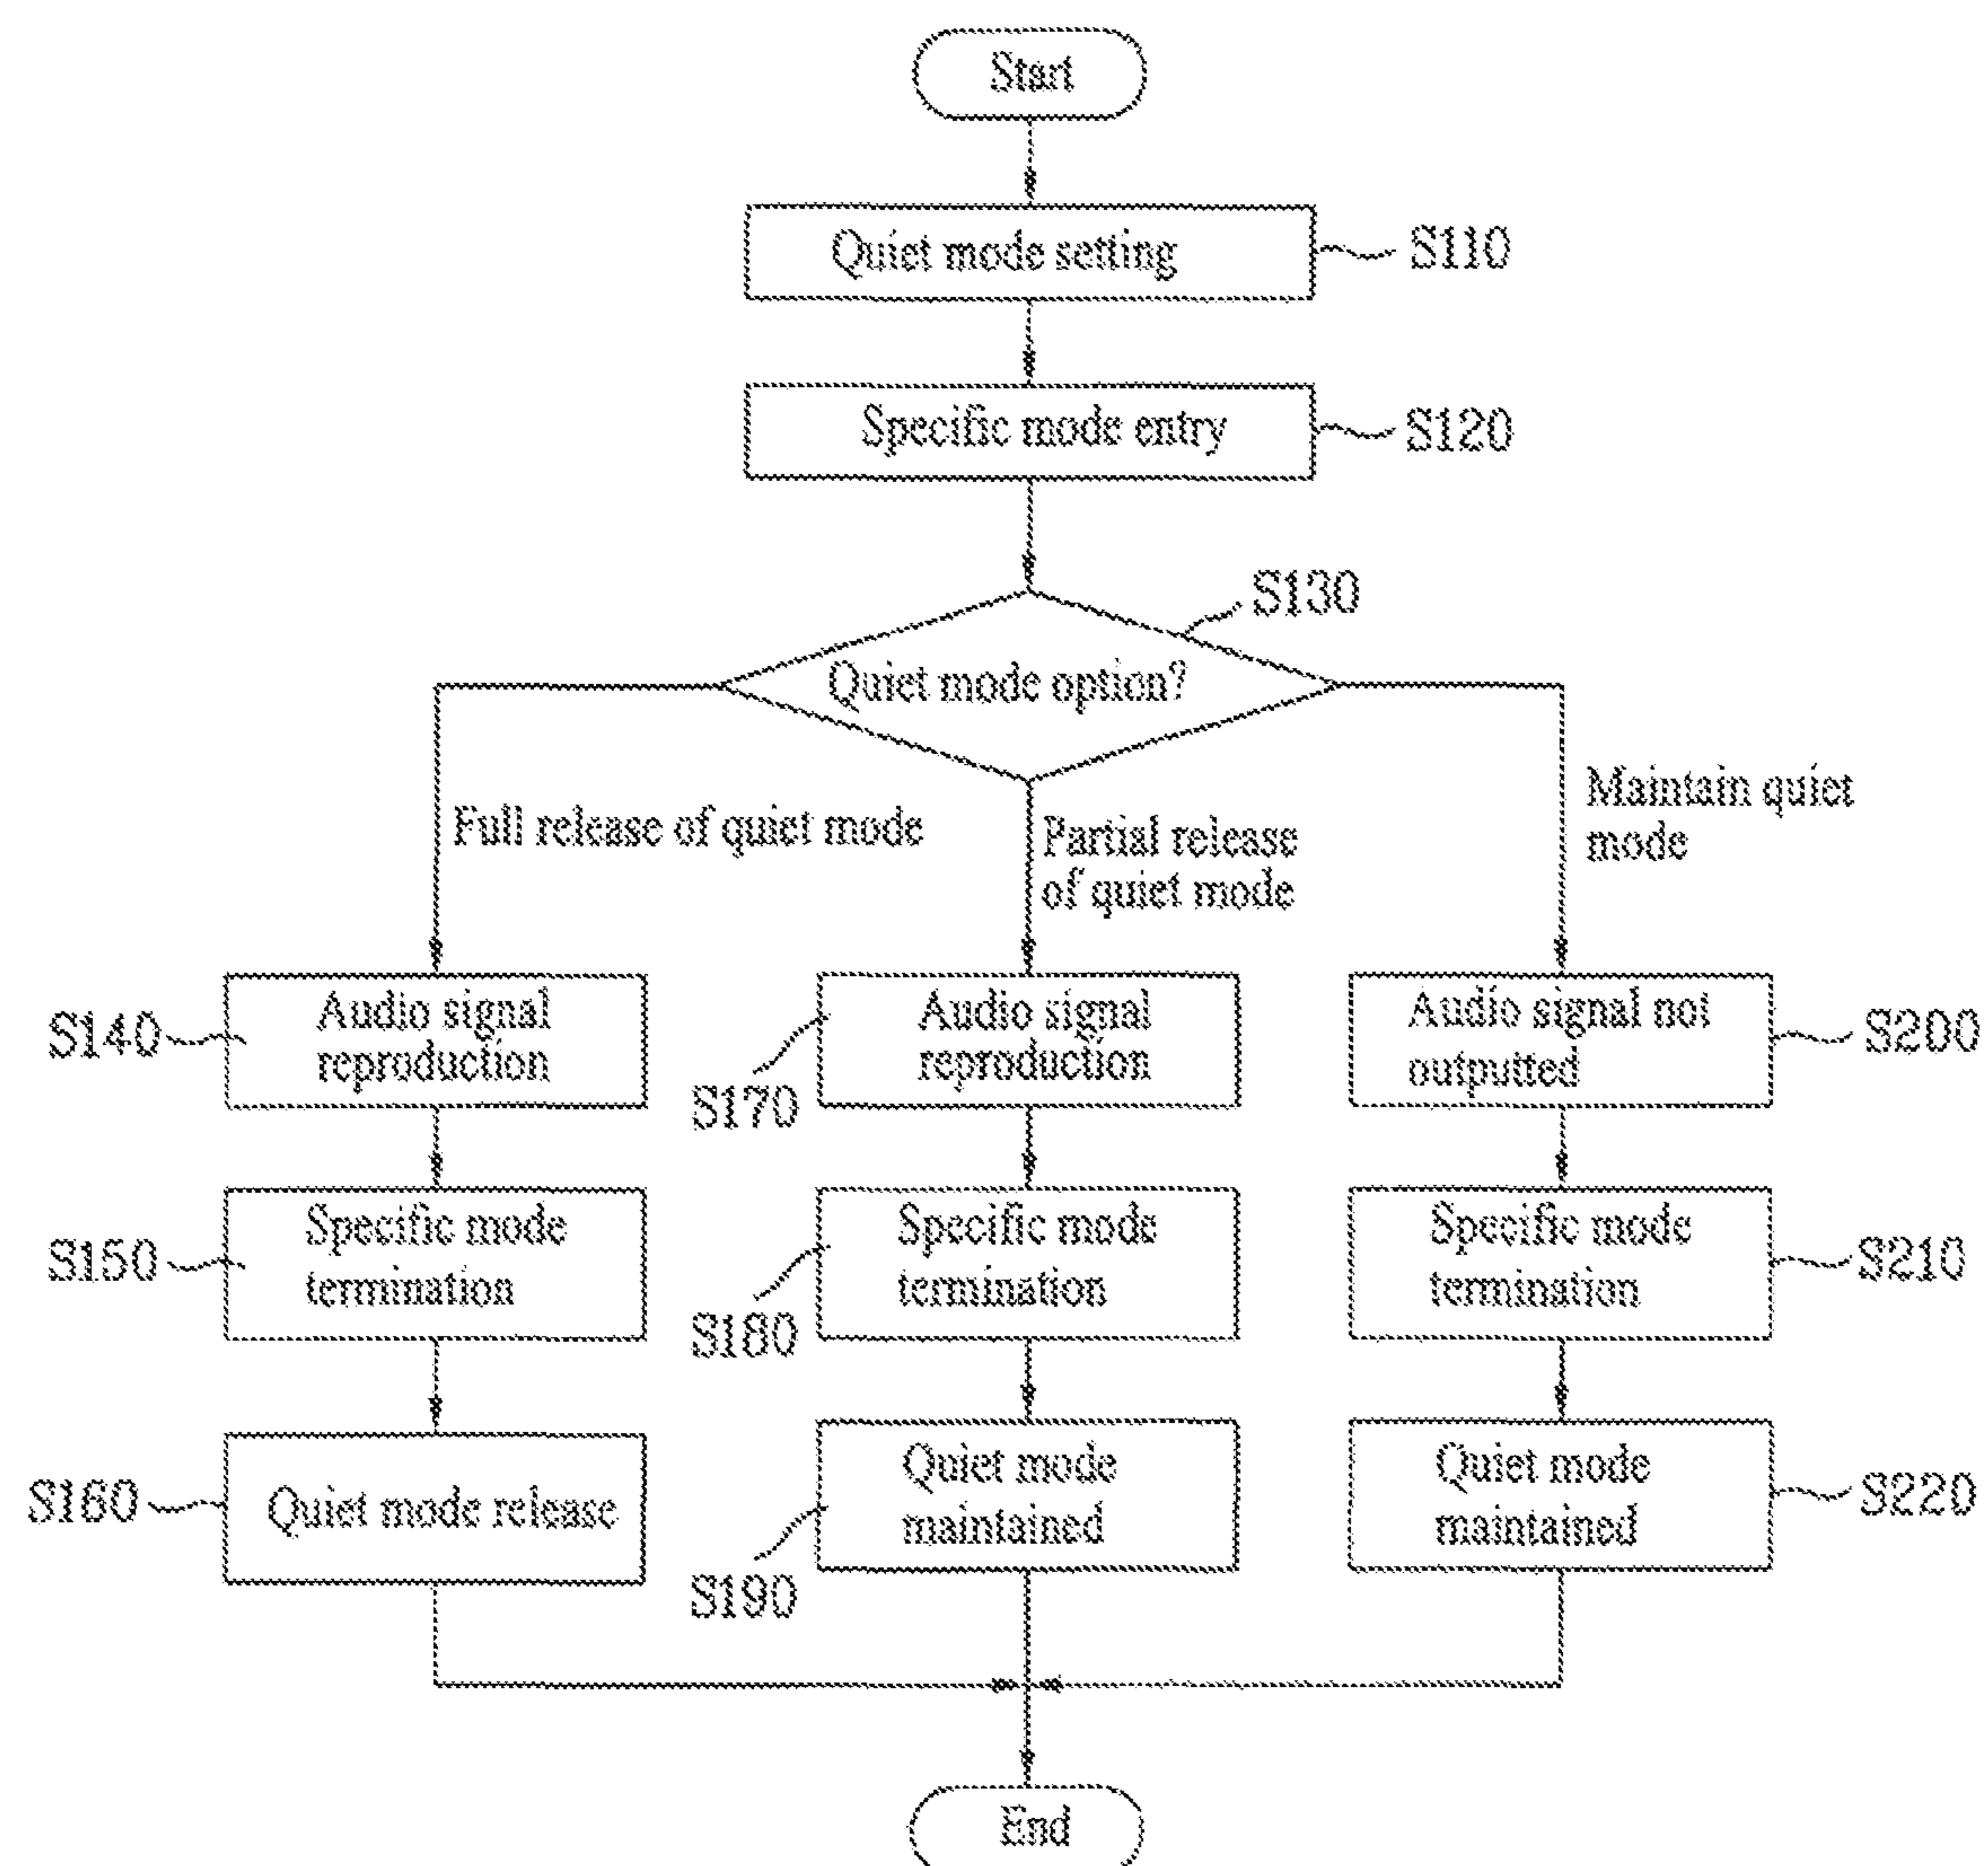 Start
Quiet mode setting
S110
Specific mode entry
S120
S130
Quiet mode option?
Full release of quiet mode
Partial release
of quiet mode
Maintain quiet
mode
S140
Audio signal
reproduction
S170
Audio signal
reproduction
Audio signal not
outputted
S200
S150
Specific mode
termination
S180
Specific mode
termination
Specific mode
termination
S210
S160
Quiet mode release
S190
Quiet mode
maintained
Quiet mode
maintained
S220
End